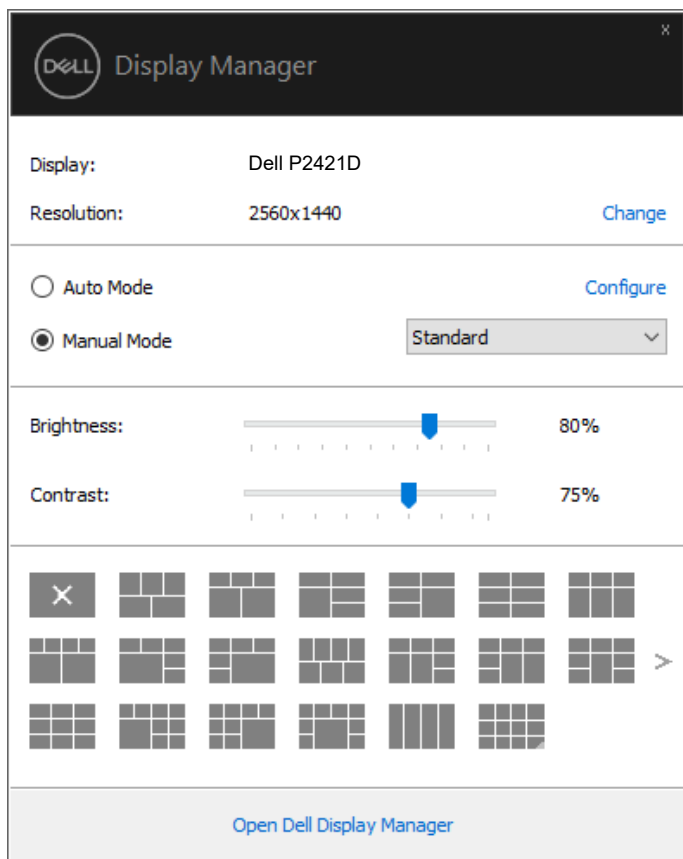 x
DELL Display Manager
Display: Dell P2421D
Resolution: 2560x1440 Change
Auto Mode Configure
Manual Mode Standard
Brightness: 80%
Contrast: 75%
Open Dell Display Manager